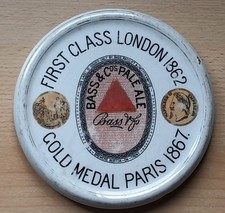 FIRST CLASS LONDON 1862
BASS & Co's PALE ALE
Bass & Co
GOLD MEDAL PARIS 1867.